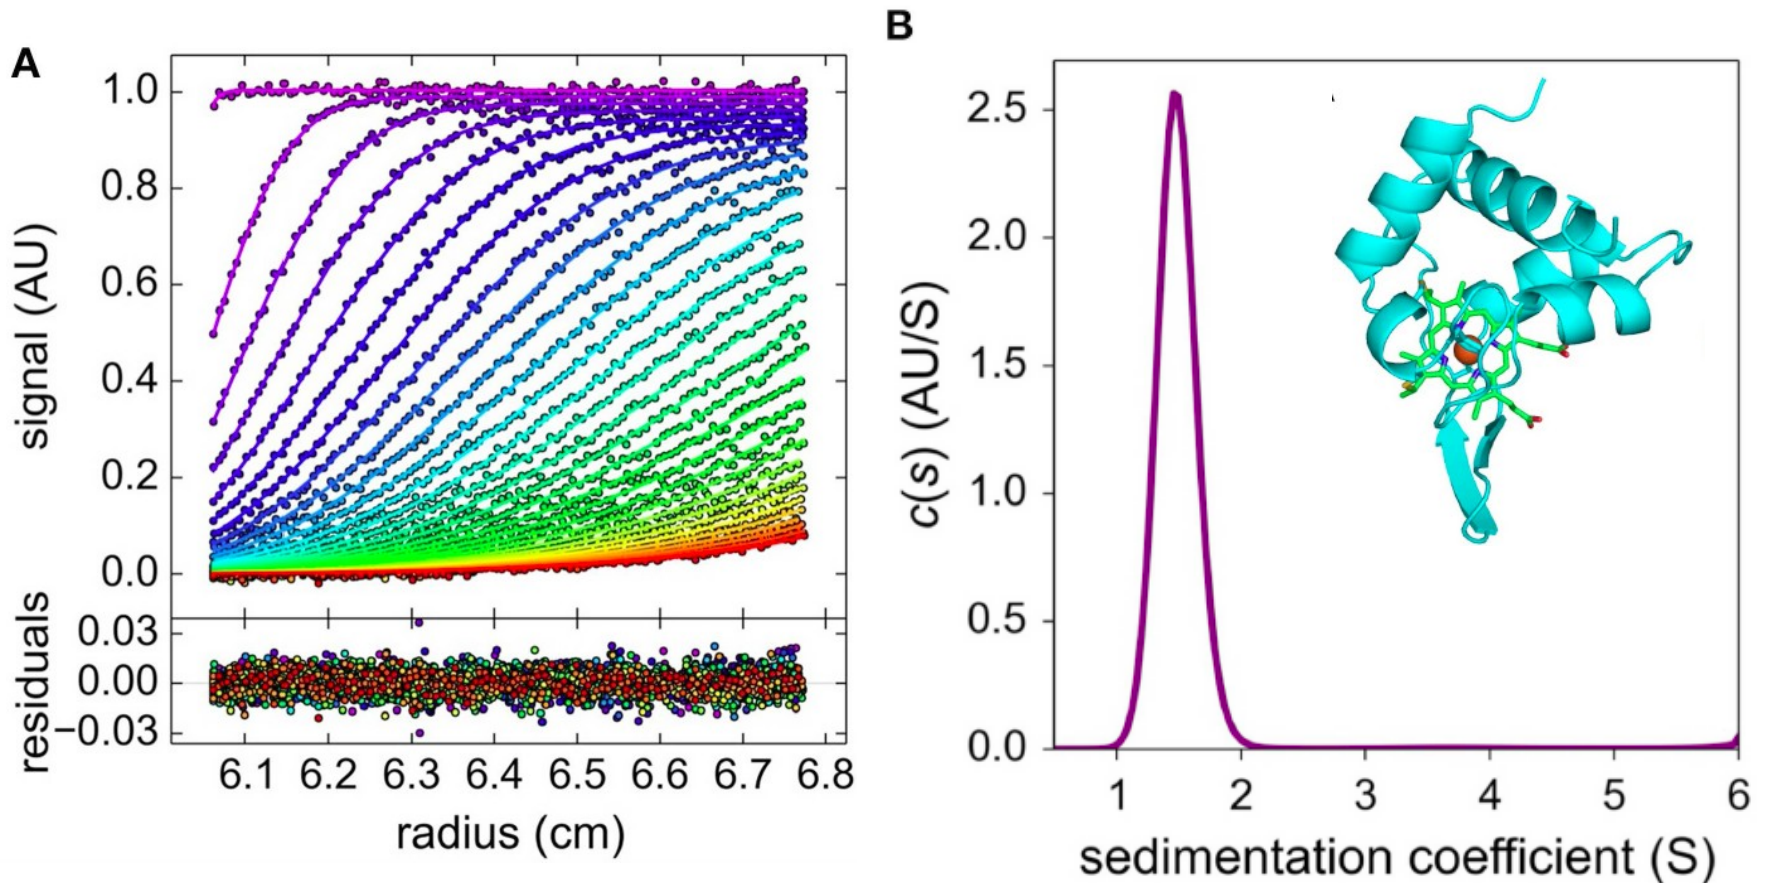 A
signal (AU)
1.0
0.8
0.6
0.4
0.2
0.0
residuals
0.03
0.00
−0.03
6.1 6.2 6.3 6.4 6.5 6.6 6.7 6.8
radius (cm)
B
c(s) (AU/S)
2.5
2.0
1.5
1.0
0.5
0.0
1 2 3 4 5 6
sedimentation coefficient (S)